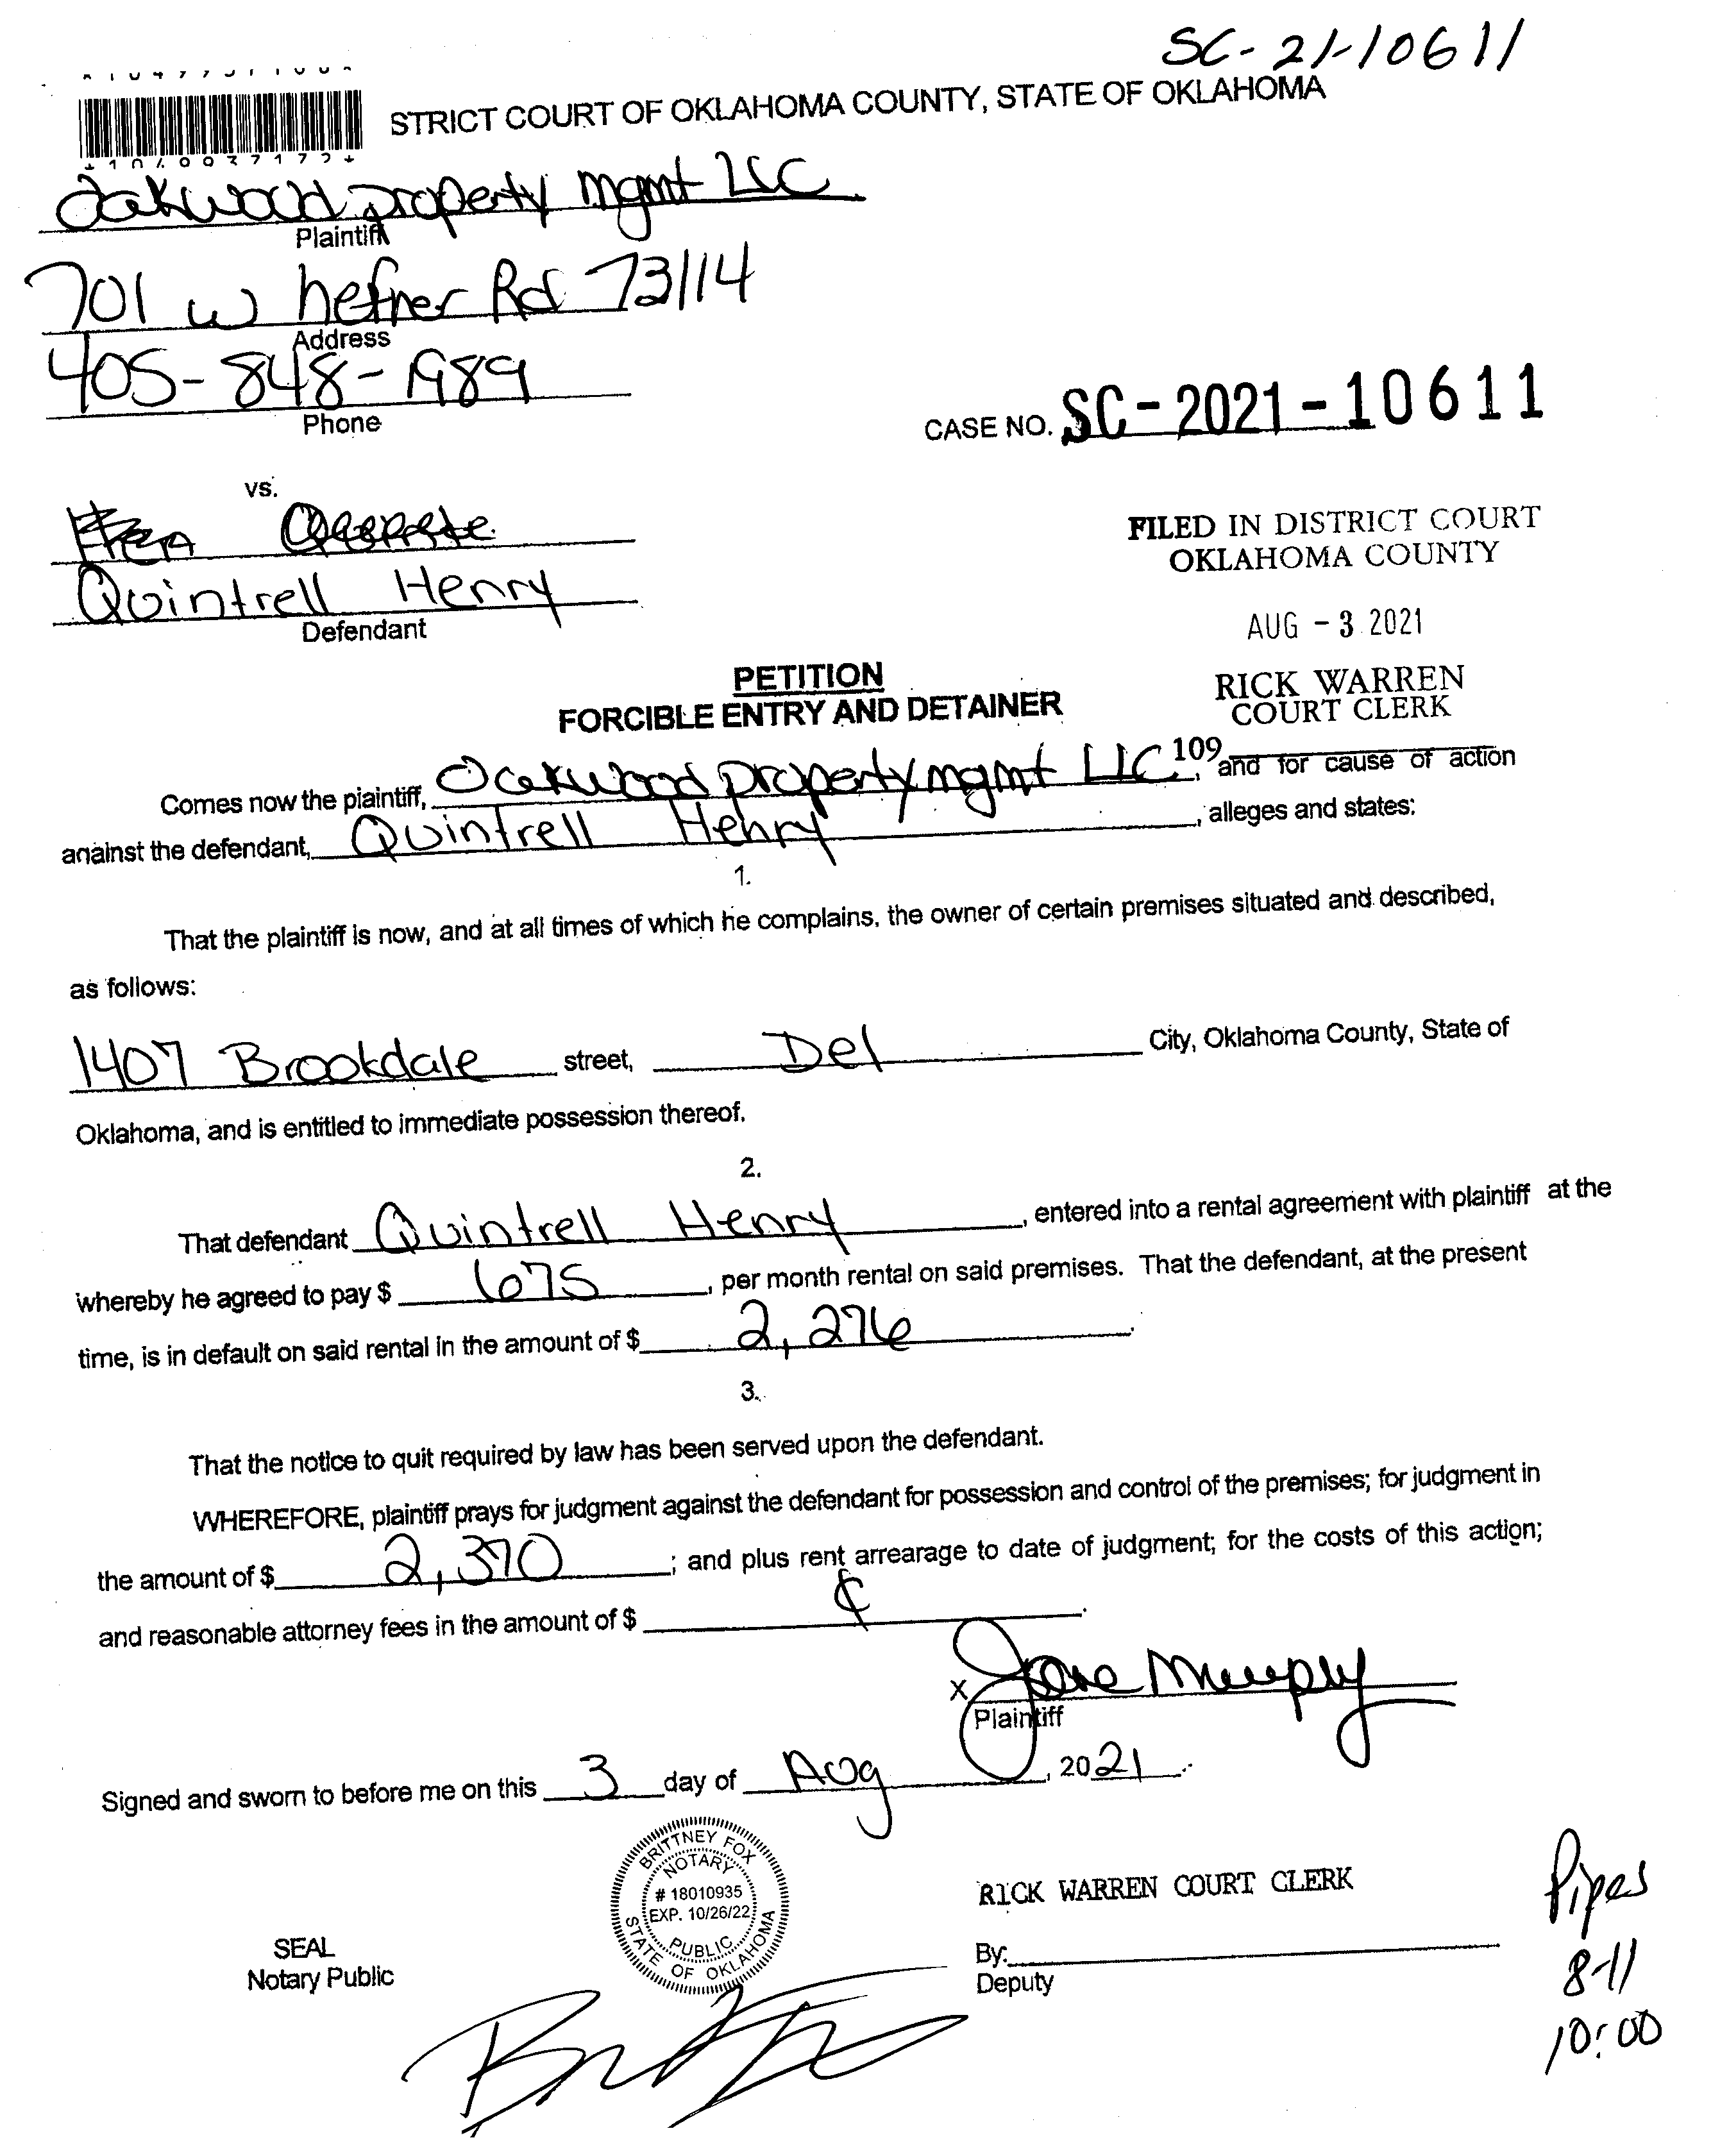 SC-21-10611
STRICT COURT OF OKLAHOMA COUNTY, STATE OF OKLAHOMA
Oakwood property mgmt LLC
Plaintiff
701 w hefner Rd 73114
Address
405-848-1989
Phone
CASE NO. SC-2021-10611
vs.
Quintrell Henry
Defendant
FILED IN DISTRICT COURT
OKLAHOMA COUNTY
AUG - 3 2021
RICK WARREN
COURT CLERK
109
PETITION
FORCIBLE ENTRY AND DETAINER
Comes now the plaintiff, Oakwood property mgmt LLC, and for cause of action
against the defendant, Quintrell Henry, alleges and states:
1.
That the plaintiff is now, and at all times of which he complains, the owner of certain premises situated and described,
as follows:
1407 Brookdale street, Del City, Oklahoma County, State of
Oklahoma, and is entitled to immediate possession thereof.
2.
That defendant Quintrell Henry, entered into a rental agreement with plaintiff at the
whereby he agreed to pay $ 675, per month rental on said premises. That the defendant, at the present
time, is in default on said rental in the amount of $ 2,276.
3.
That the notice to quit required by law has been served upon the defendant.
WHEREFORE, plaintiff prays for judgment against the defendant for possession and control of the premises; for judgment in
the amount of $ 2,370; and plus rent arrearage to date of judgment; for the costs of this action;
and reasonable attorney fees in the amount of $
X
Plaintiff
Signed and sworn to before me on this 3 day of Aug, 2021.
BRITTNEY FOX
NOTARY
# 18010935
EXP. 10/26/22
PUBLIC
STATE OF OKLAHOMA
SEAL
Notary Public
RICK WARREN COURT CLERK
By:
Deputy
Pipes
8-11
10:00